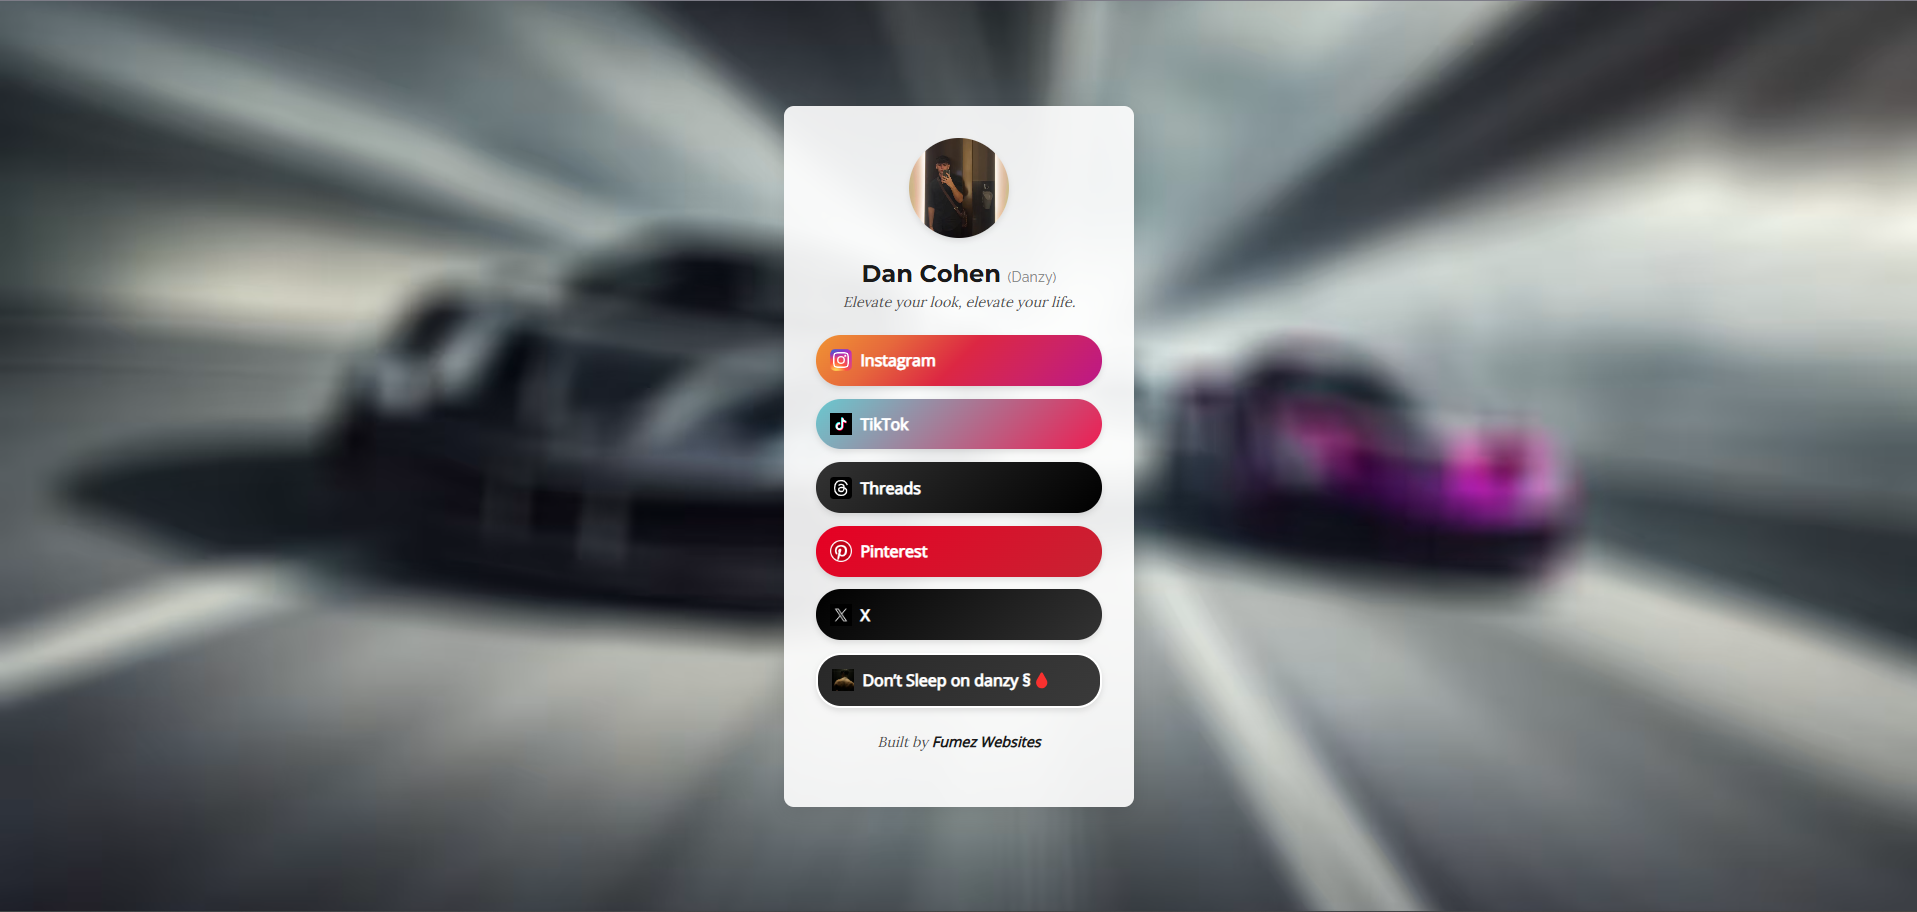 Dan Cohen (Danzy)
Elevate your look, elevate your life.
Instagram
TikTok
Threads
Pinterest
X
Don’t Sleep on danzy §🩸
Built by Fumez Websites